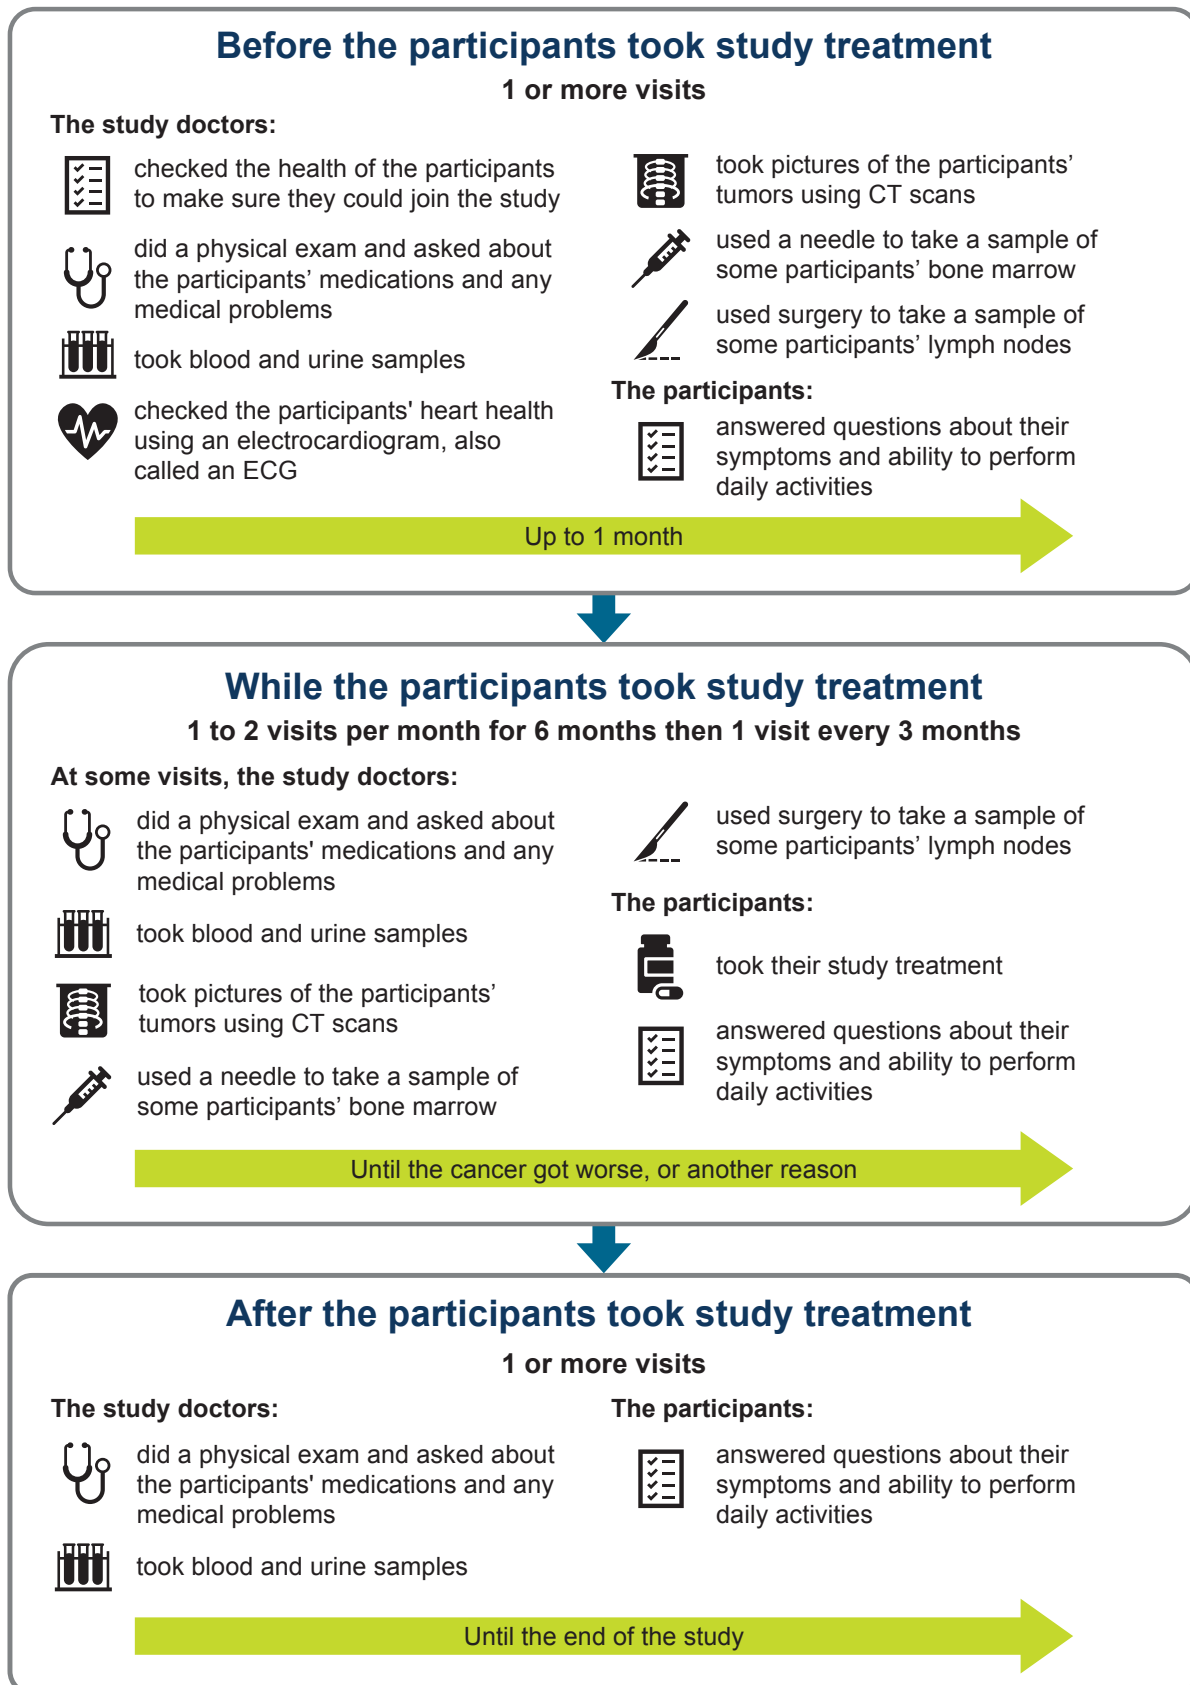 Before the participants took study treatment
1 or more visits
The study doctors:
checked the health of the participants
to make sure they could join the study
did a physical exam and asked about
the participants’ medications and any
medical problems
took blood and urine samples
checked the participants' heart health
using an electrocardiogram, also
called an ECG
took pictures of the participants’
tumors using CT scans
used a needle to take a sample of
some participants’ bone marrow
used surgery to take a sample of
some participants’ lymph nodes
The participants:
answered questions about their
symptoms and ability to perform
daily activities
Up to 1 month
While the participants took study treatment
1 to 2 visits per month for 6 months then 1 visit every 3 months
At some visits, the study doctors:
did a physical exam and asked about
the participants' medications and any
medical problems
took blood and urine samples
took pictures of the participants’
tumors using CT scans
used a needle to take a sample of
some participants’ bone marrow
used surgery to take a sample of
some participants’ lymph nodes
The participants:
took their study treatment
answered questions about their
symptoms and ability to perform
daily activities
Until the cancer got worse, or another reason
After the participants took study treatment
1 or more visits
The study doctors:
did a physical exam and asked about
the participants' medications and any
medical problems
took blood and urine samples
The participants:
answered questions about their
symptoms and ability to perform
daily activities
Until the end of the study